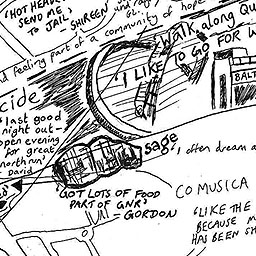 'HOT HEADE
SEND ME
TO JAIL' - SHIREEN
and feeling part of a community of hope
Walk along Qu
'I LIKE TO GO FOR W
BALT
cide
'last good
night out -
open evening
for great
north run'
- David
sage
'I often dream a
'GOT LOTS OF FOOD
PART OF GNR'
- GORDON
CO MUSICA
'LIKE THE
BECAUSE M
HAS BEEN SH